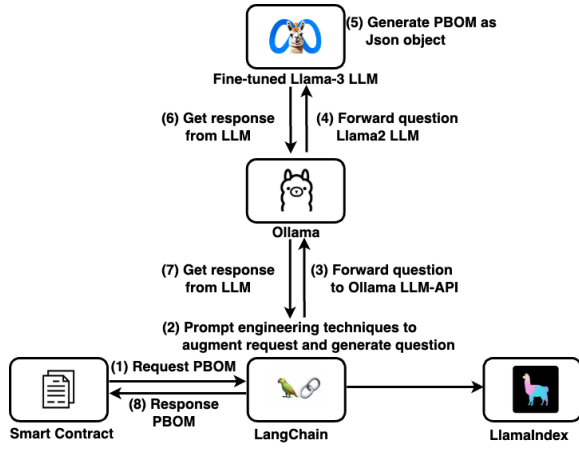 (5) Generate PBOM as
Json object
Fine-tuned Llama-3 LLM
(6) Get response
from LLM
(4) Forward question
Llama2 LLM
Ollama
(7) Get response
from LLM
(3) Forward question
to Ollama LLM-API
(2) Prompt engineering techniques to
augment request and generate question
(1) Request PBOM
(8) Response
PBOM
Smart Contract
LangChain
LlamaIndex